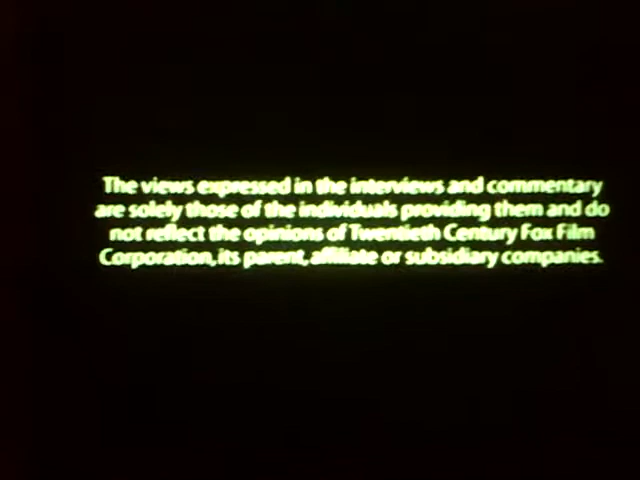 The views expressed in the interviews and commentary
are solely those of the individuals providing them and do
not reflect the opinions of Twentieth Century Fox Film
Corporation, its parent, affiliate or subsidiary companies.